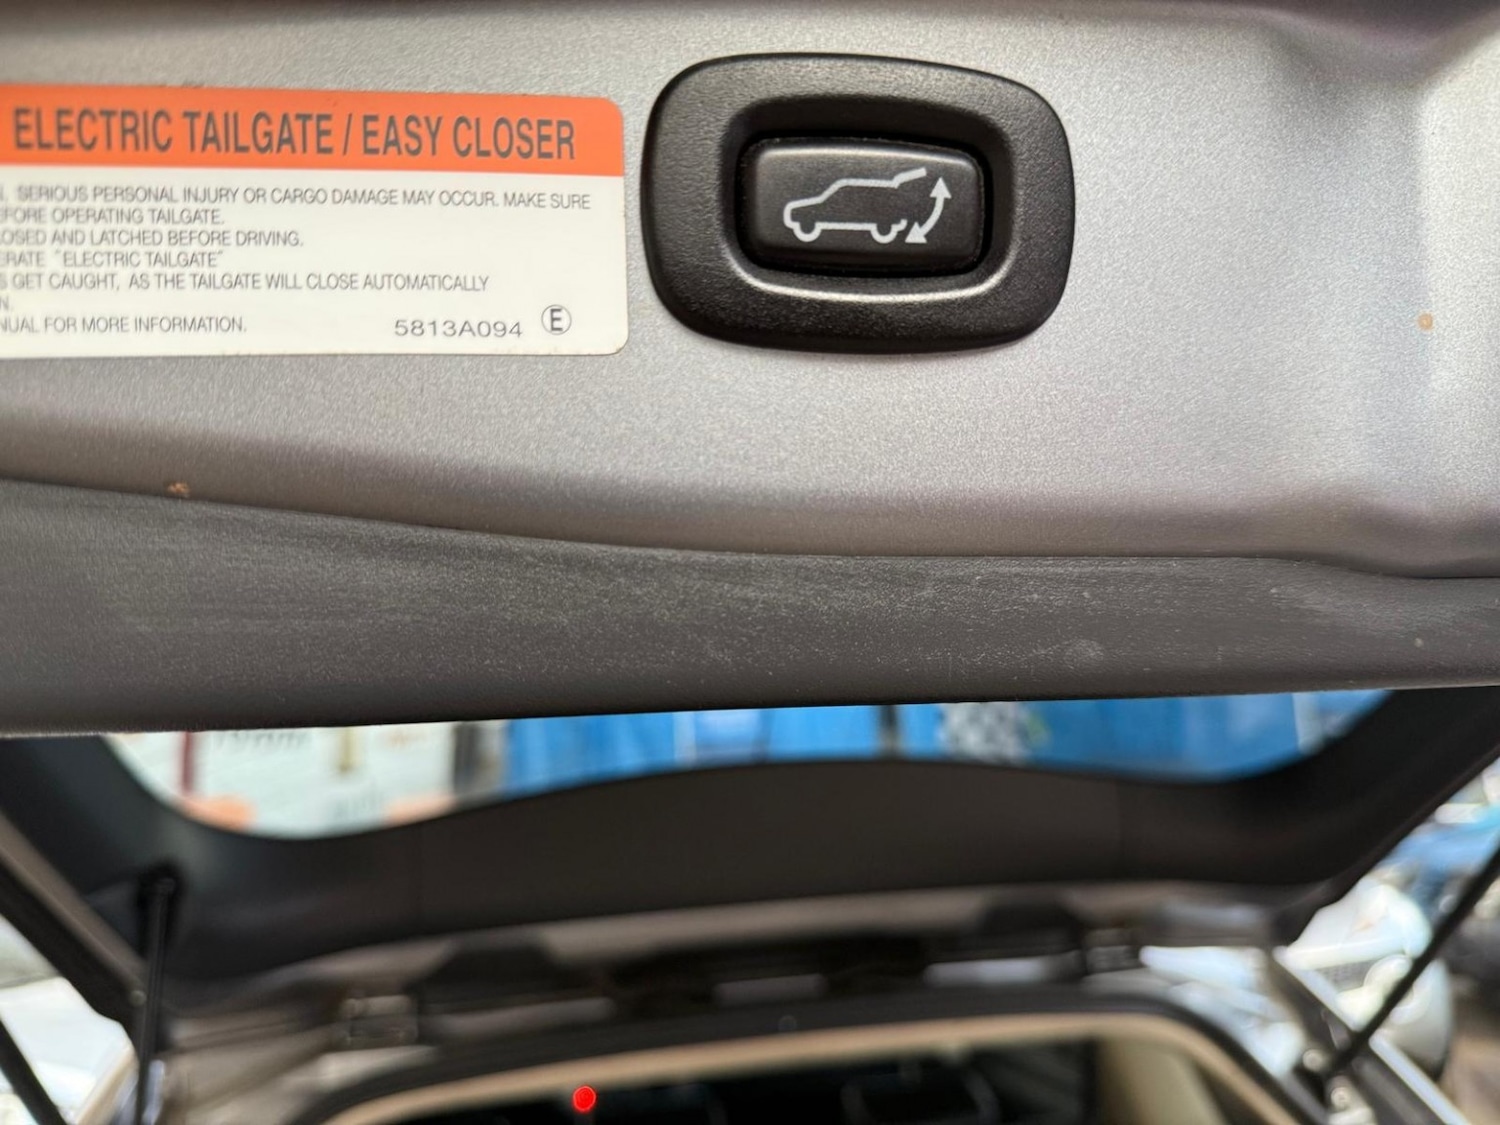 ELECTRIC TAILGATE / EASY CLOSER
SERIOUS PERSONAL INJURY OR CARGO DAMAGE MAY OCCUR. MAKE SURE
EFORE OPERATING TAILGATE.
OSED AND LATCHED BEFORE DRIVING.
ERATE "ELECTRIC TAILGATE"
S GET CAUGHT, AS THE TAILGATE WILL CLOSE AUTOMATICALLY
N.
NUAL FOR MORE INFORMATION.
5813A094 E